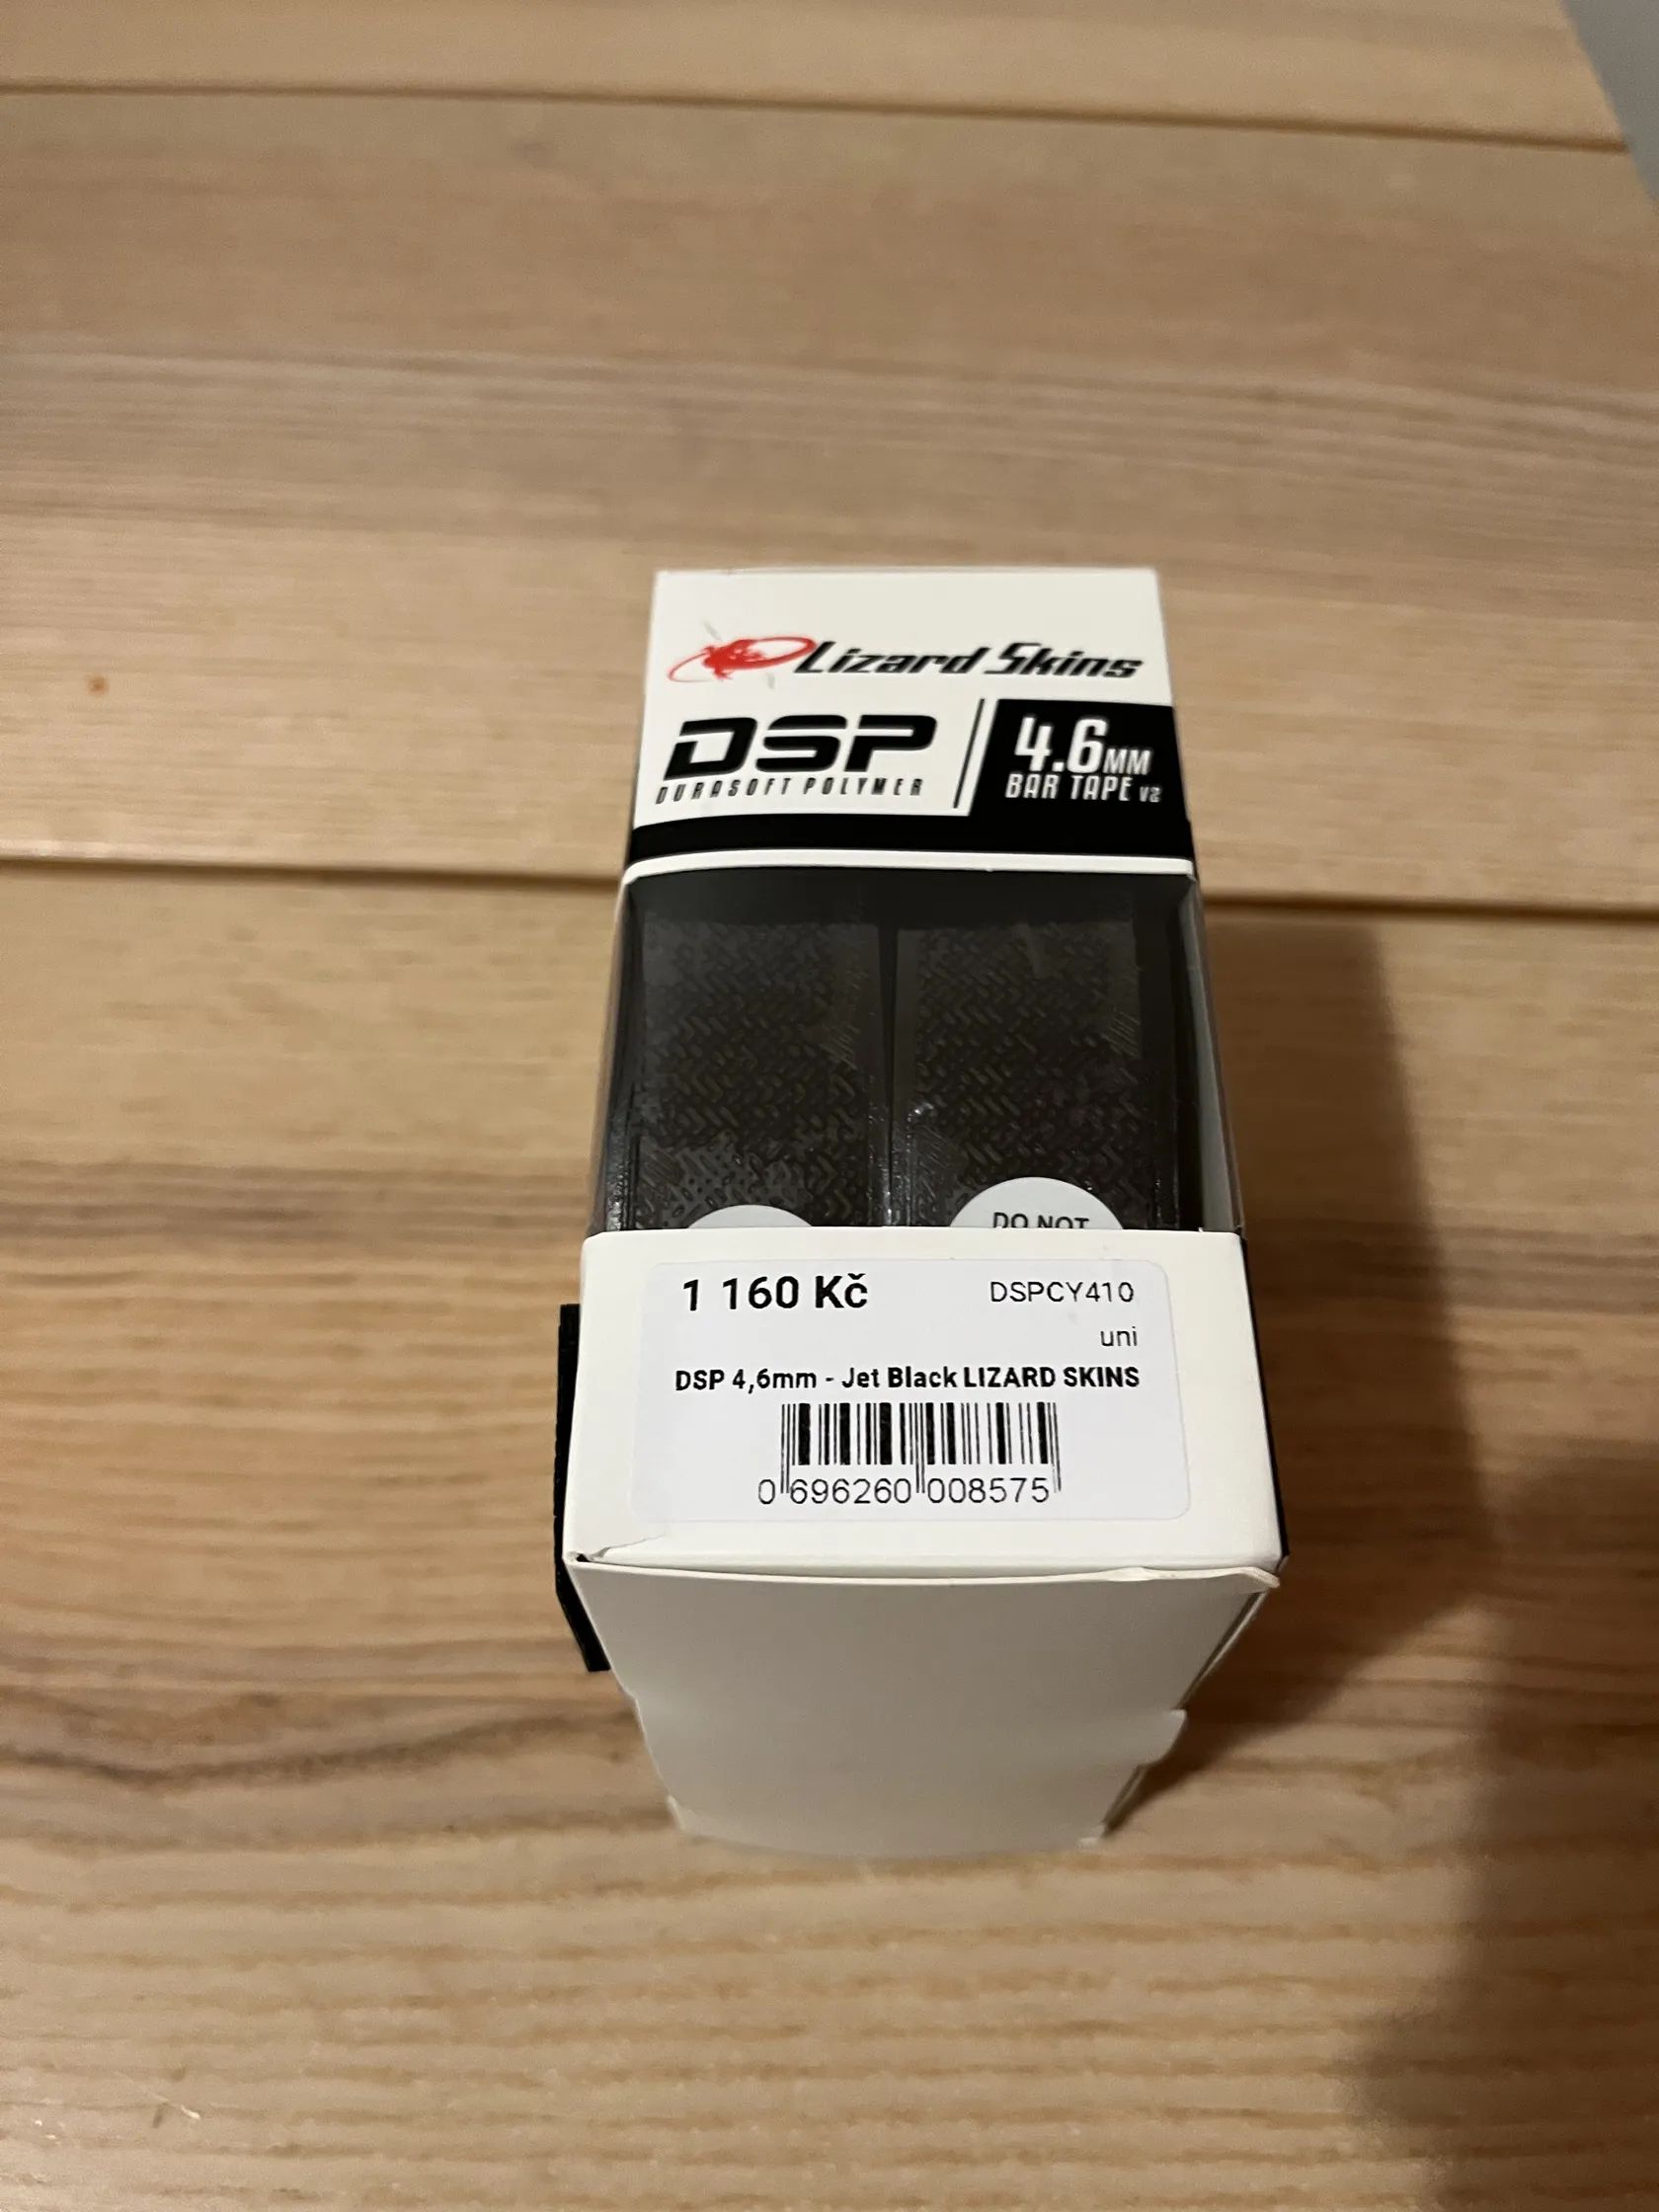 Lizard Skins
DSP
DURASOFT POLYMER
4.6MM
BAR TAPE V2
DO NOT
1 160 Kč
DSPCY410
uni
DSP 4,6mm - Jet Black LIZARD SKINS
0 696260 008575